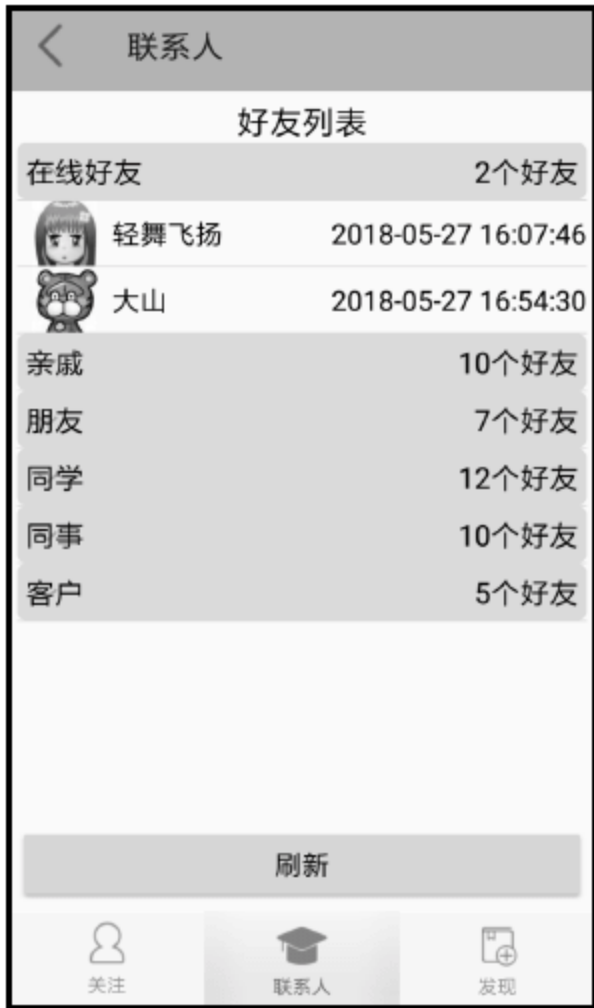 联系人
好友列表
在线好友 2个好友
轻舞飞扬 2018-05-27 16:07:46
大山 2018-05-27 16:54:30
亲戚 10个好友
朋友 7个好友
同学 12个好友
同事 10个好友
客户 5个好友
刷新
关注 联系人 发现